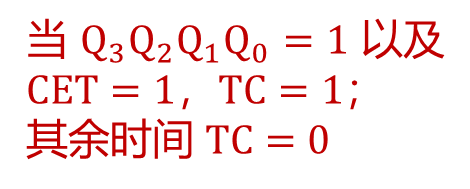 当 Q₃Q₂Q₁Q₀ = 1 以及
CET = 1，TC = 1；
其余时间 TC = 0